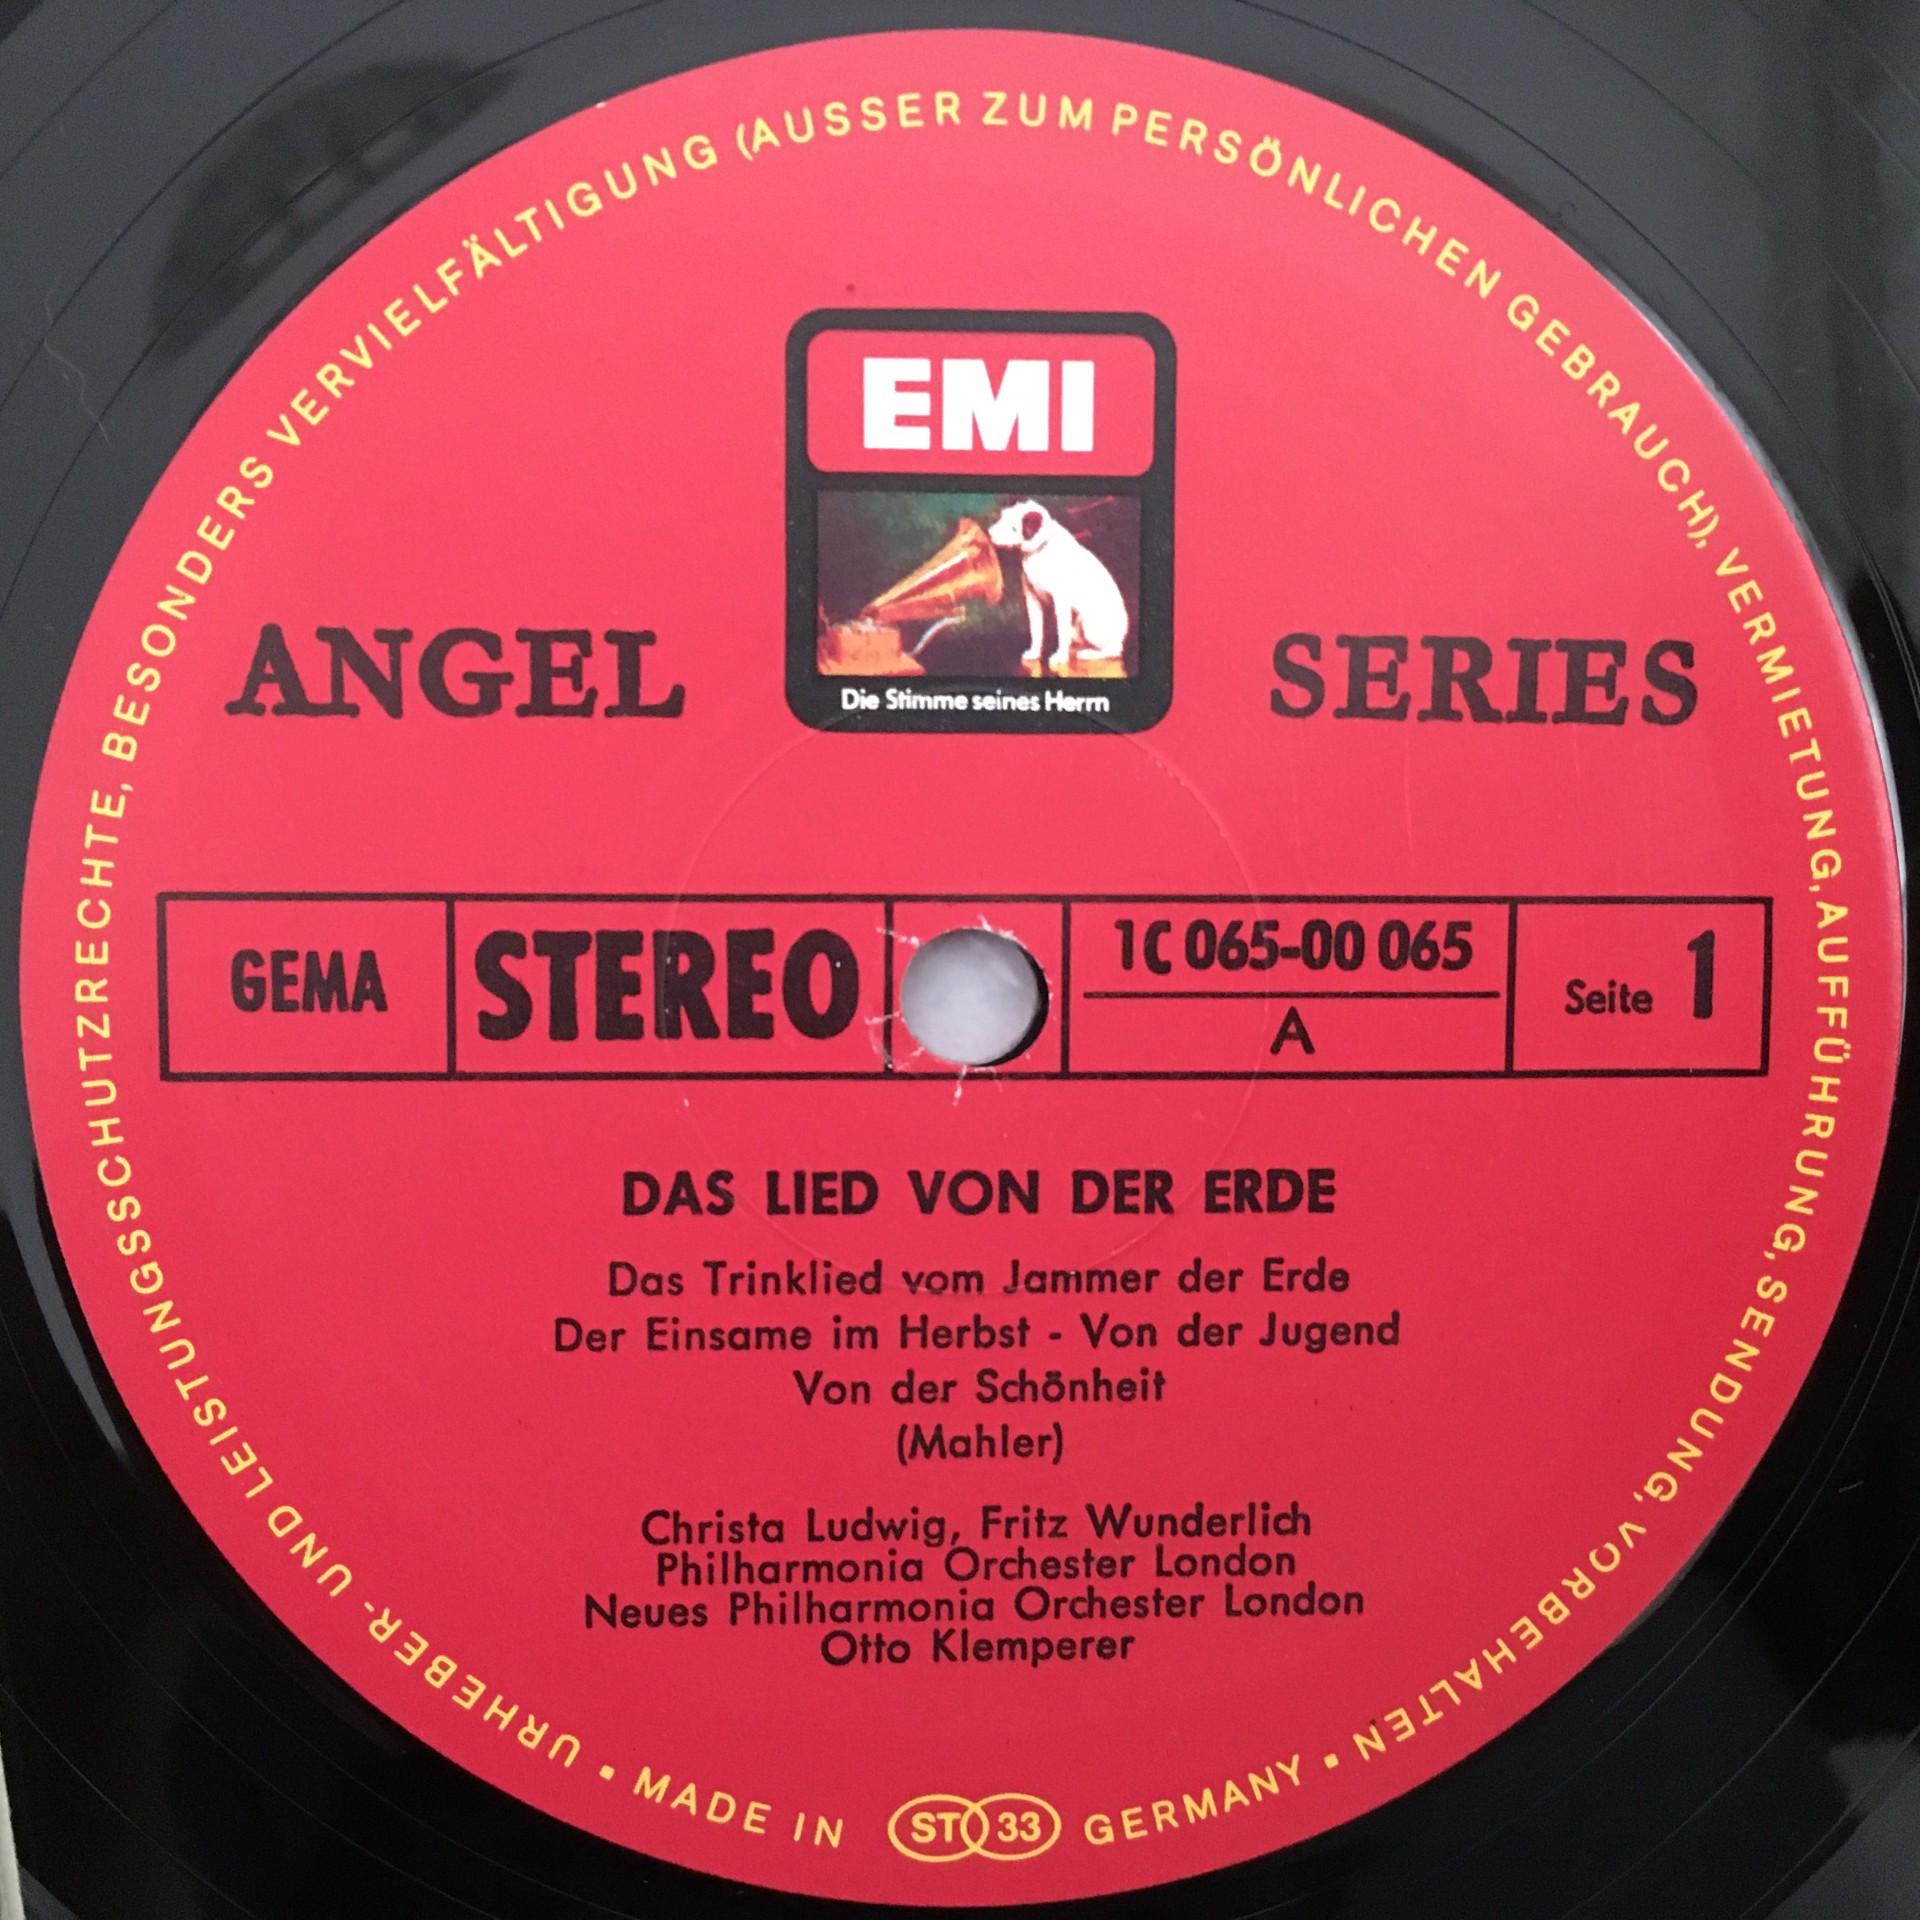 URHEBER- UND LEISTUNGSSCHUTZRECHTE, BESONDERS VERVIELFÄLTIGUNG (AUSSER ZUM PERSÖNLICHEN GEBRAUCH), VERMIETUNG, AUFFÜHRUNG, SENDUNG, VORBEHALTEN
EMI
Die Stimme seines Herrn
ANGEL SERIES
GEMA STEREO 1C 065-00 065 Seite 1
A
DAS LIED VON DER ERDE
Das Trinklied vom Jammer der Erde
Der Einsame im Herbst - Von der Jugend
Von der Schönheit
(Mahler)
Christa Ludwig, Fritz Wunderlich
Philharmonia Orchester London
Neues Philharmonia Orchester London
Otto Klemperer
• MADE IN ST 33 GERMANY •